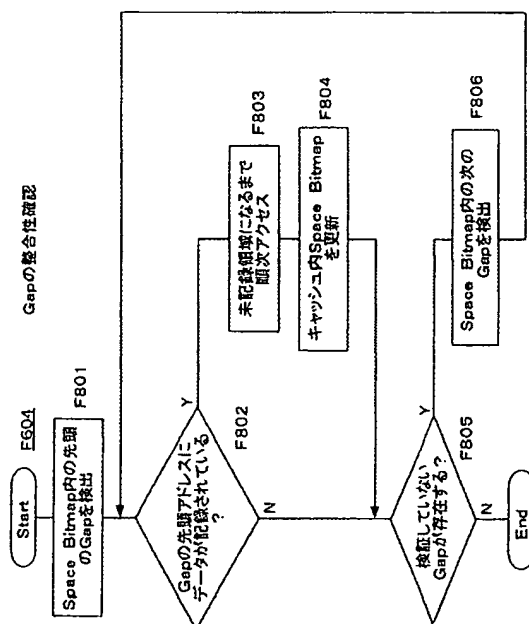 Gapの整合性確認
F604
Start
F801
Space Bitmap内の先頭
のGapを検出
F802
Gapの先頭アドレスに
データが記録されている
?
Y
N
F803
未記録領域になるまで
順次アクセス
F804
キャッシュ内Space Bitmap
を更新
F805
検証していない
Gapが存在する?
Y
N
F806
Space Bitmap内の次の
Gapを検出
End